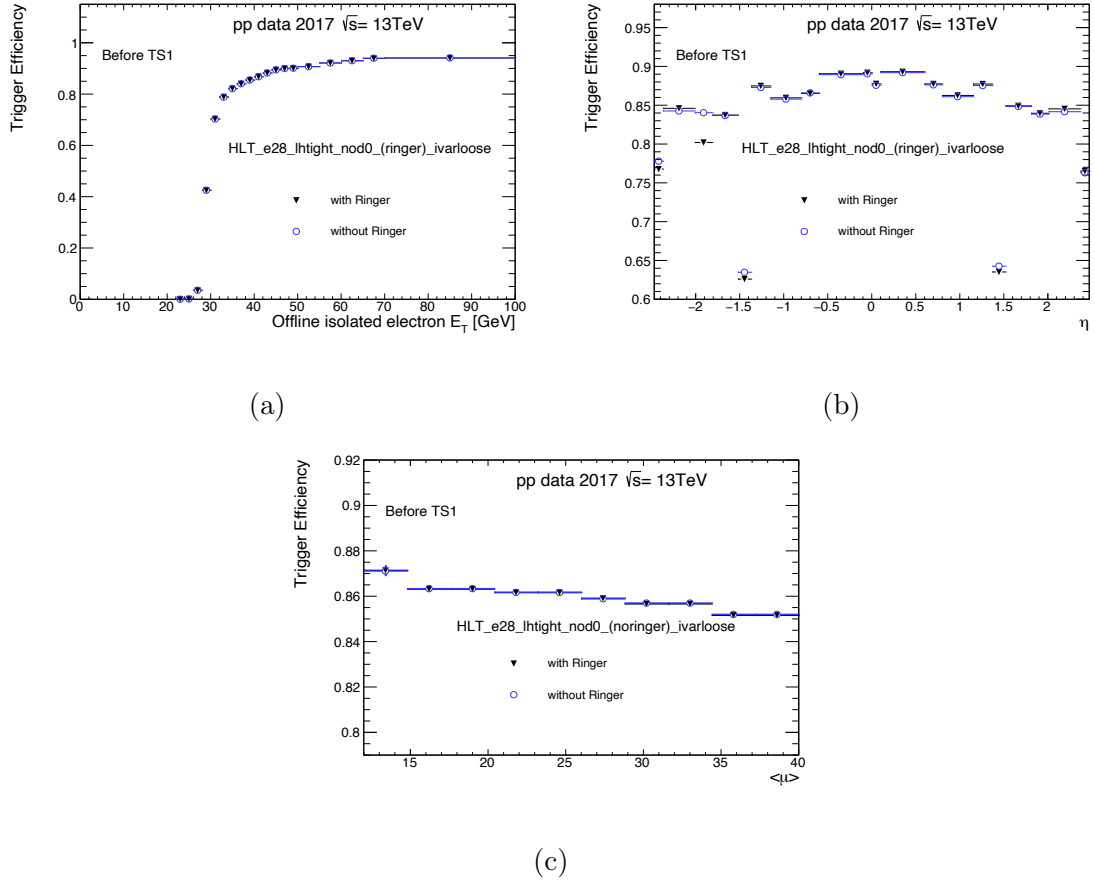 pp data 2017 √s= 13TeV
Before TS1
Trigger Efficiency
1
0.8
0.6
0.4
0.2
0
HLT_e28_lhtight_nod0_(ringer)_ivarloose
with Ringer
without Ringer
0 10 20 30 40 50 60 70 80 90 100
Offline isolated electron E_T [GeV]
(a)
pp data 2017 √s= 13TeV
Before TS1
Trigger Efficiency
0.95
0.9
0.85
0.8
0.75
0.7
0.65
0.6
HLT_e28_lhtight_nod0_(ringer)_ivarloose
with Ringer
without Ringer
−2 −1.5 −1 −0.5 0 0.5 1 1.5 2
η
(b)
pp data 2017 √s= 13TeV
Before TS1
Trigger Efficiency
0.92
0.9
0.88
0.86
0.84
0.82
0.8
HLT_e28_lhtight_nod0_(noringer)_ivarloose
with Ringer
without Ringer
15 20 25 30 35 40
<μ>
(c)